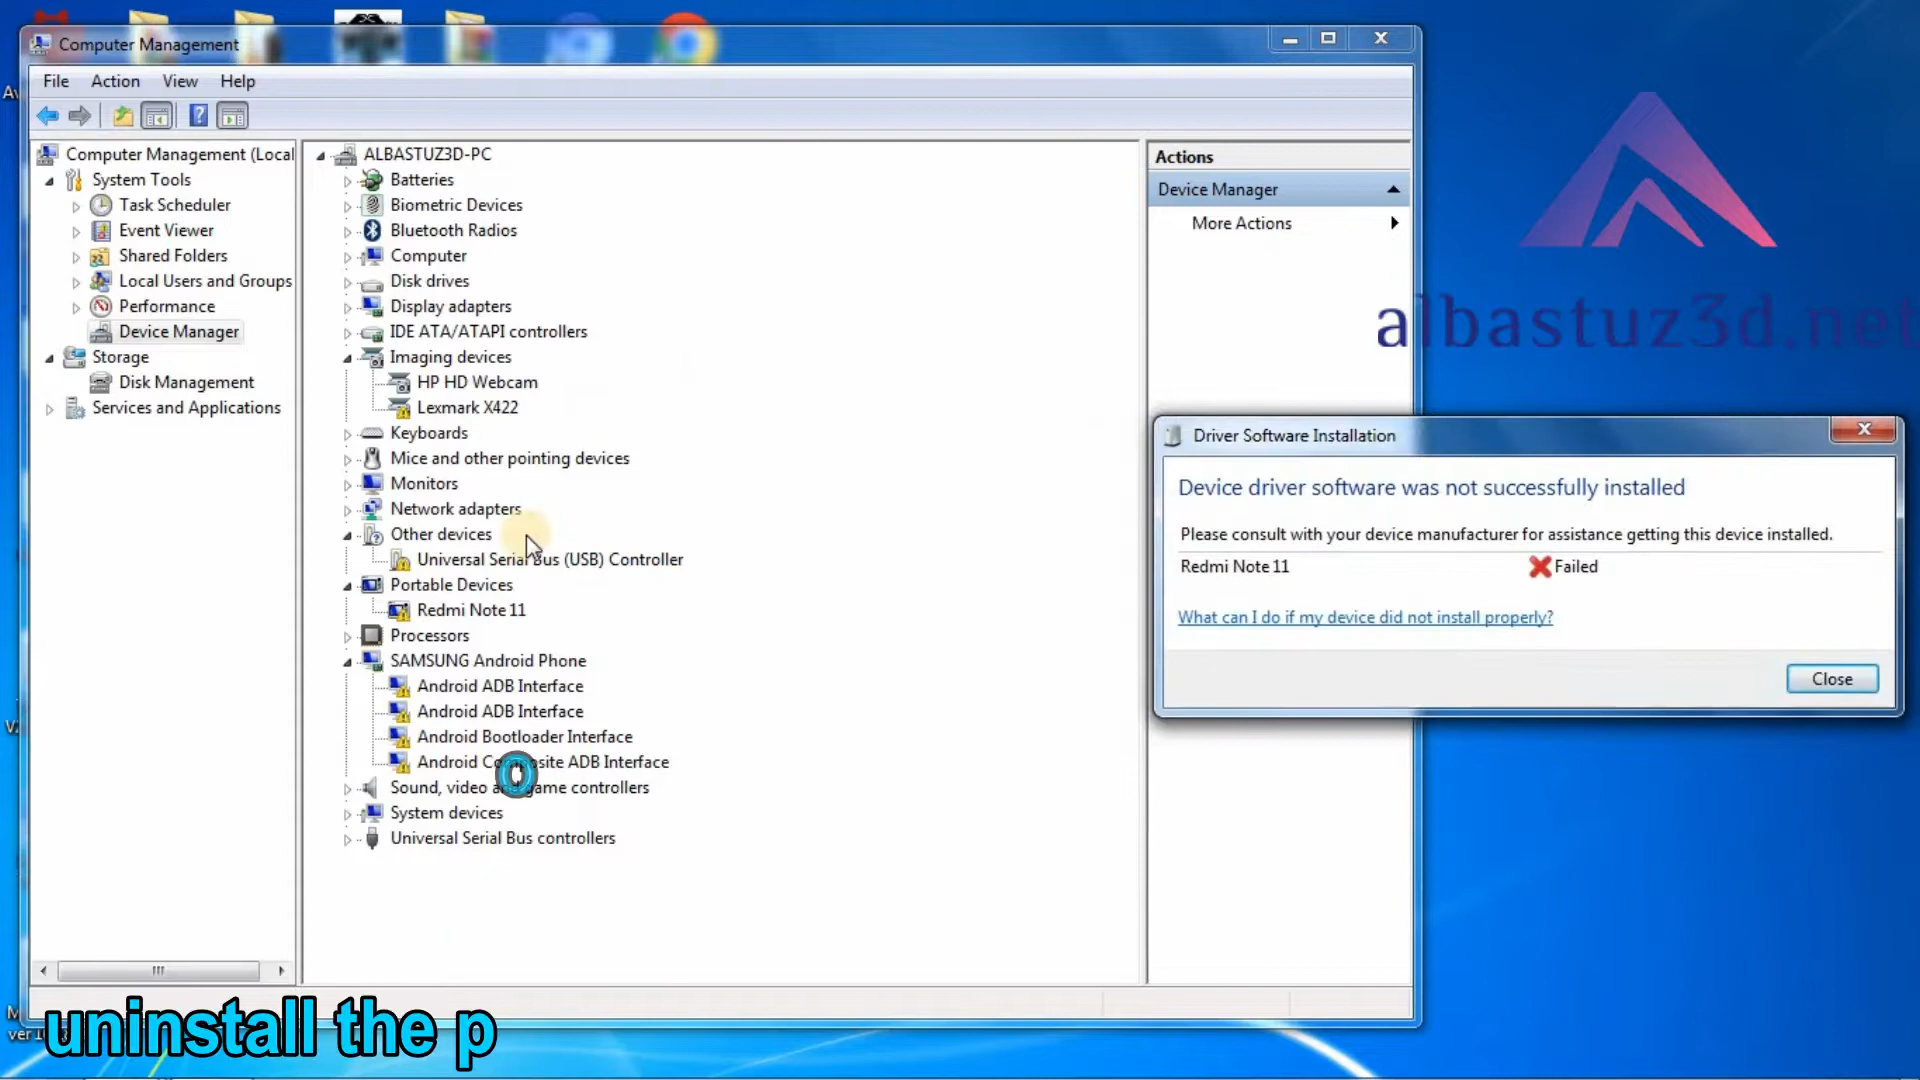 Computer Management
File Action View Help
Computer Management (Local
System Tools
Task Scheduler
Event Viewer
Shared Folders
Local Users and Groups
Performance
Device Manager
Storage
Disk Management
Services and Applications
ALBASTUZ3D-PC
Batteries
Biometric Devices
Bluetooth Radios
Computer
Disk drives
Display adapters
IDE ATA/ATAPI controllers
Imaging devices
HP HD Webcam
Lexmark X422
Keyboards
Mice and other pointing devices
Monitors
Network adapters
Other devices
Universal Serial Bus (USB) Controller
Portable Devices
Redmi Note 11
Processors
SAMSUNG Android Phone
Android ADB Interface
Android ADB Interface
Android Bootloader Interface
Android Composite ADB Interface
Sound, video and game controllers
System devices
Universal Serial Bus controllers
Actions
Device Manager
More Actions
albastuz3d.net
Driver Software Installation
Device driver software was not successfully installed
Please consult with your device manufacturer for assistance getting this device installed.
Redmi Note 11 Failed
What can I do if my device did not install properly?
Close
uninstall the p